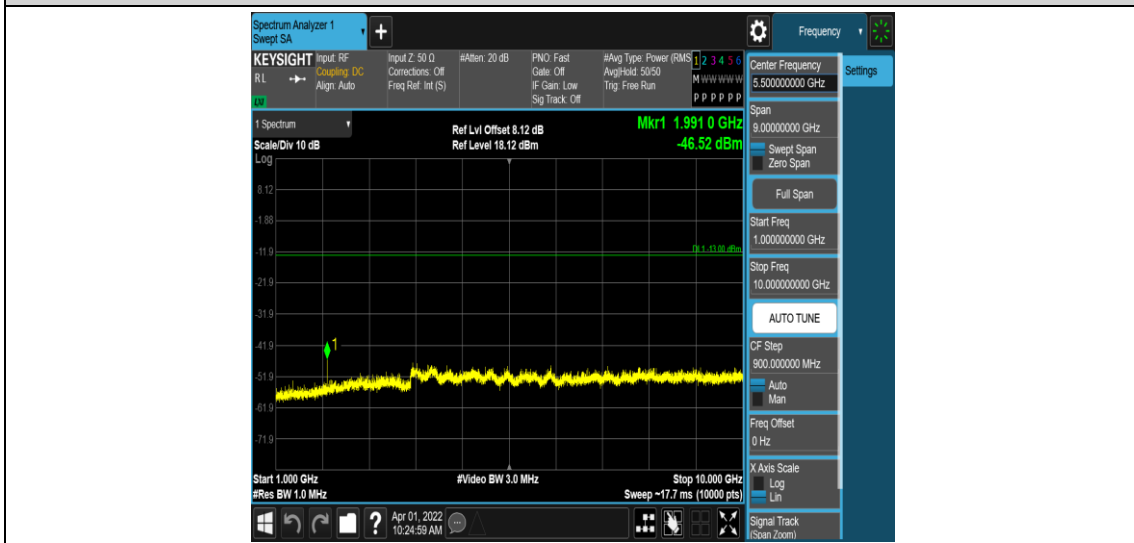 Spectrum Analyzer 1
Swept SA
+
Frequency
KEYSIGHT
RL
Input: RF
Coupling: DC
Align: Auto
Input Z: 50 Ω
Corrections: Off
Freq Ref: Int (S)
#Atten: 20 dB
PNO: Fast
Gate: Off
IF Gain: Low
Sig Track: Off
#Avg Type: Power (RMS
Avg|Hold: 50/50
Trig: Free Run
1 2 3 4 5 6
M W W W W W
P P P P P P
1 Spectrum
Scale/Div 10 dB
Log
Ref Lvl Offset 8.12 dB
Ref Level 18.12 dBm
Mkr1 1.991 0 GHz
-46.52 dBm
8.12
-1.88
-11.9
-21.9
-31.9
-41.9
-51.9
-61.9
-71.9
DL1 -13.00 dBm
1
Start 1.000 GHz
#Res BW 1.0 MHz
#Video BW 3.0 MHz
Stop 10.000 GHz
Sweep ~17.7 ms (10000 pts)
?
Apr 01, 2022
10:24:59 AM
Center Frequency
5.500000000 GHz
Settings
Span
9.00000000 GHz
Swept Span
Zero Span
Full Span
Start Freq
1.000000000 GHz
Stop Freq
10.000000000 GHz
AUTO TUNE
CF Step
900.000000 MHz
Auto
Man
Freq Offset
0 Hz
X Axis Scale
Log
Lin
Signal Track
(Span Zoom)